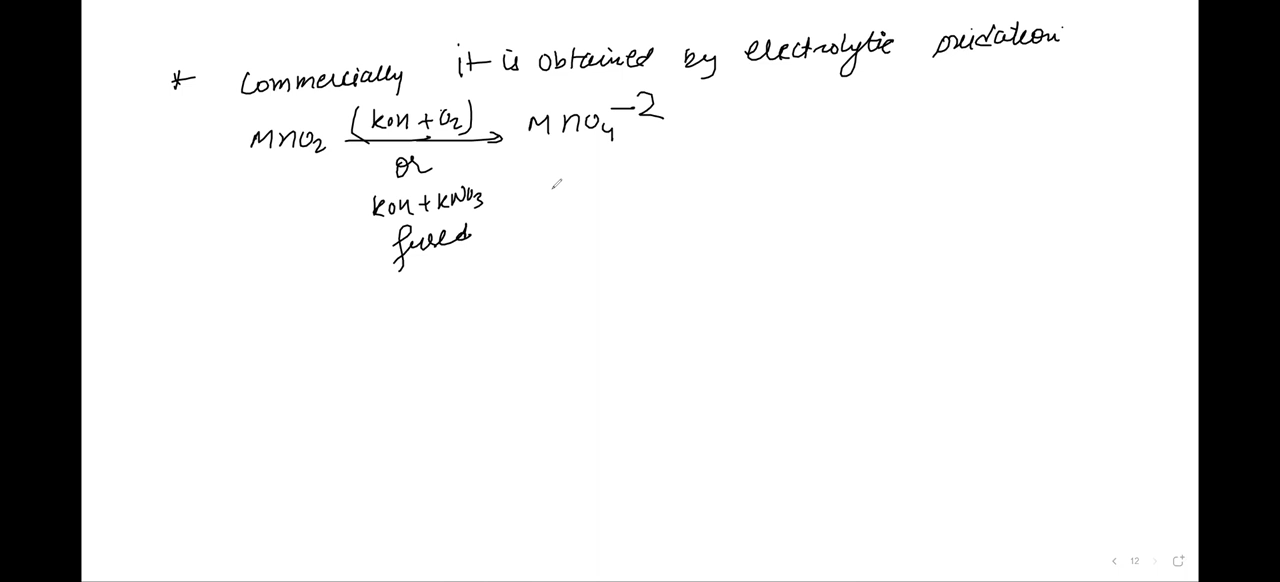 * Commercially it is obtained by electrolytic oxidation
MnO₂ (KOH + O₂) → MnO₄⁻²
or
KOH + KNO₃
fused
< 12 >